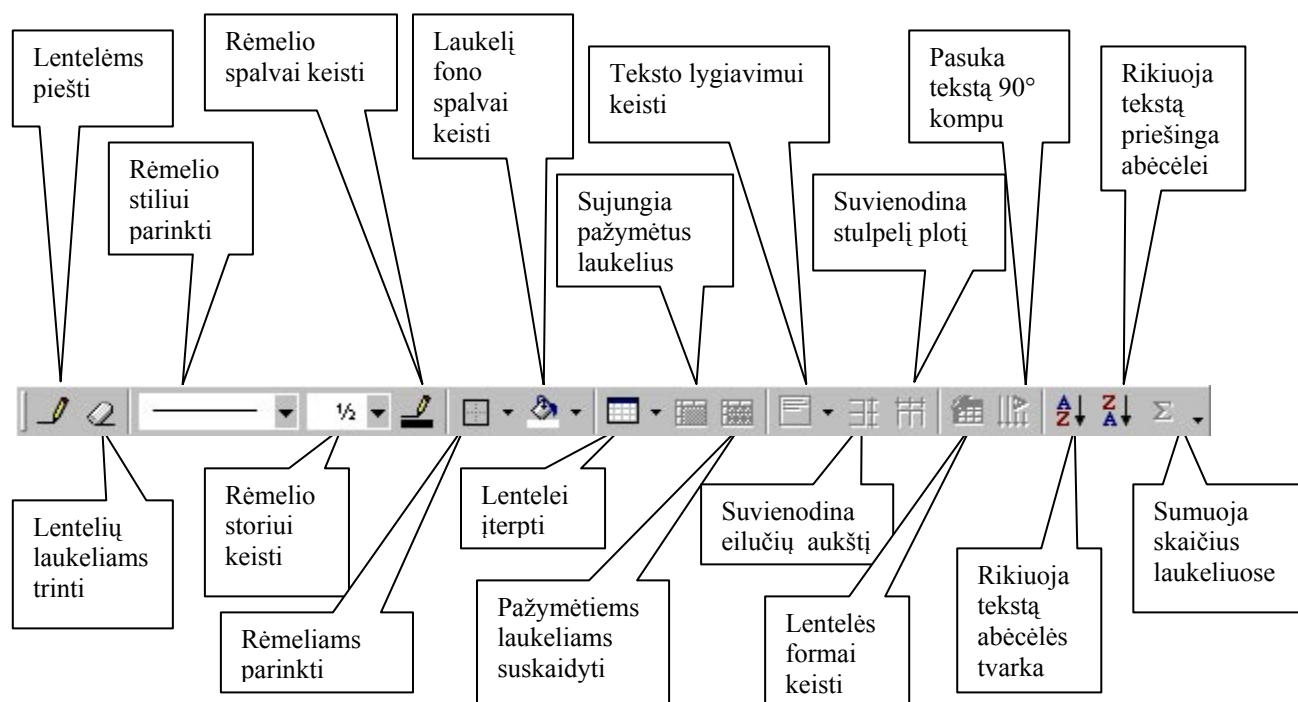 Lentelėms
piešti
Rėmelio
spalvai keisti
Laukelį
fono
spalvai
keisti
Teksto lygiavimui
keisti
Pasuka
tekstą 90°
kompu
Rikiuoja
tekstą
priešinga
abėcėlei
Rėmelio
stiliui
parinkti
Sujungia
pažymėtus
laukelius
Suvienodina
stulpelį plotį
½
A
Z
Z
A
Σ
Lentelių
laukeliams
trinti
Rėmelio
storiui
keisti
Lentelei
įterpti
Suvienodina
eilučių aukštį
Sumuoja
skaičius
laukeliuose
Rėmeliams
parinkti
Pažymėtiems
laukeliams
suskaidyti
Lentelės
formai
keisti
Rikiuoja
tekstą
abėcėlės
tvarka